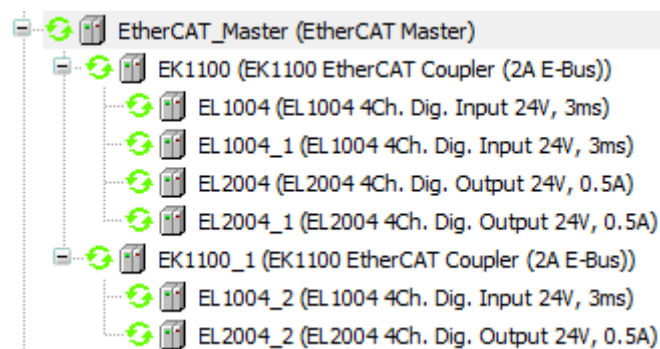 EtherCAT_Master (EtherCAT Master)
EK1100 (EK1100 EtherCAT Coupler (2A E-Bus))
EL1004 (EL1004 4Ch. Dig. Input 24V, 3ms)
EL1004_1 (EL1004 4Ch. Dig. Input 24V, 3ms)
EL2004 (EL2004 4Ch. Dig. Output 24V, 0.5A)
EL2004_1 (EL2004 4Ch. Dig. Output 24V, 0.5A)
EK1100_1 (EK1100 EtherCAT Coupler (2A E-Bus))
EL1004_2 (EL1004 4Ch. Dig. Input 24V, 3ms)
EL2004_2 (EL2004 4Ch. Dig. Output 24V, 0.5A)